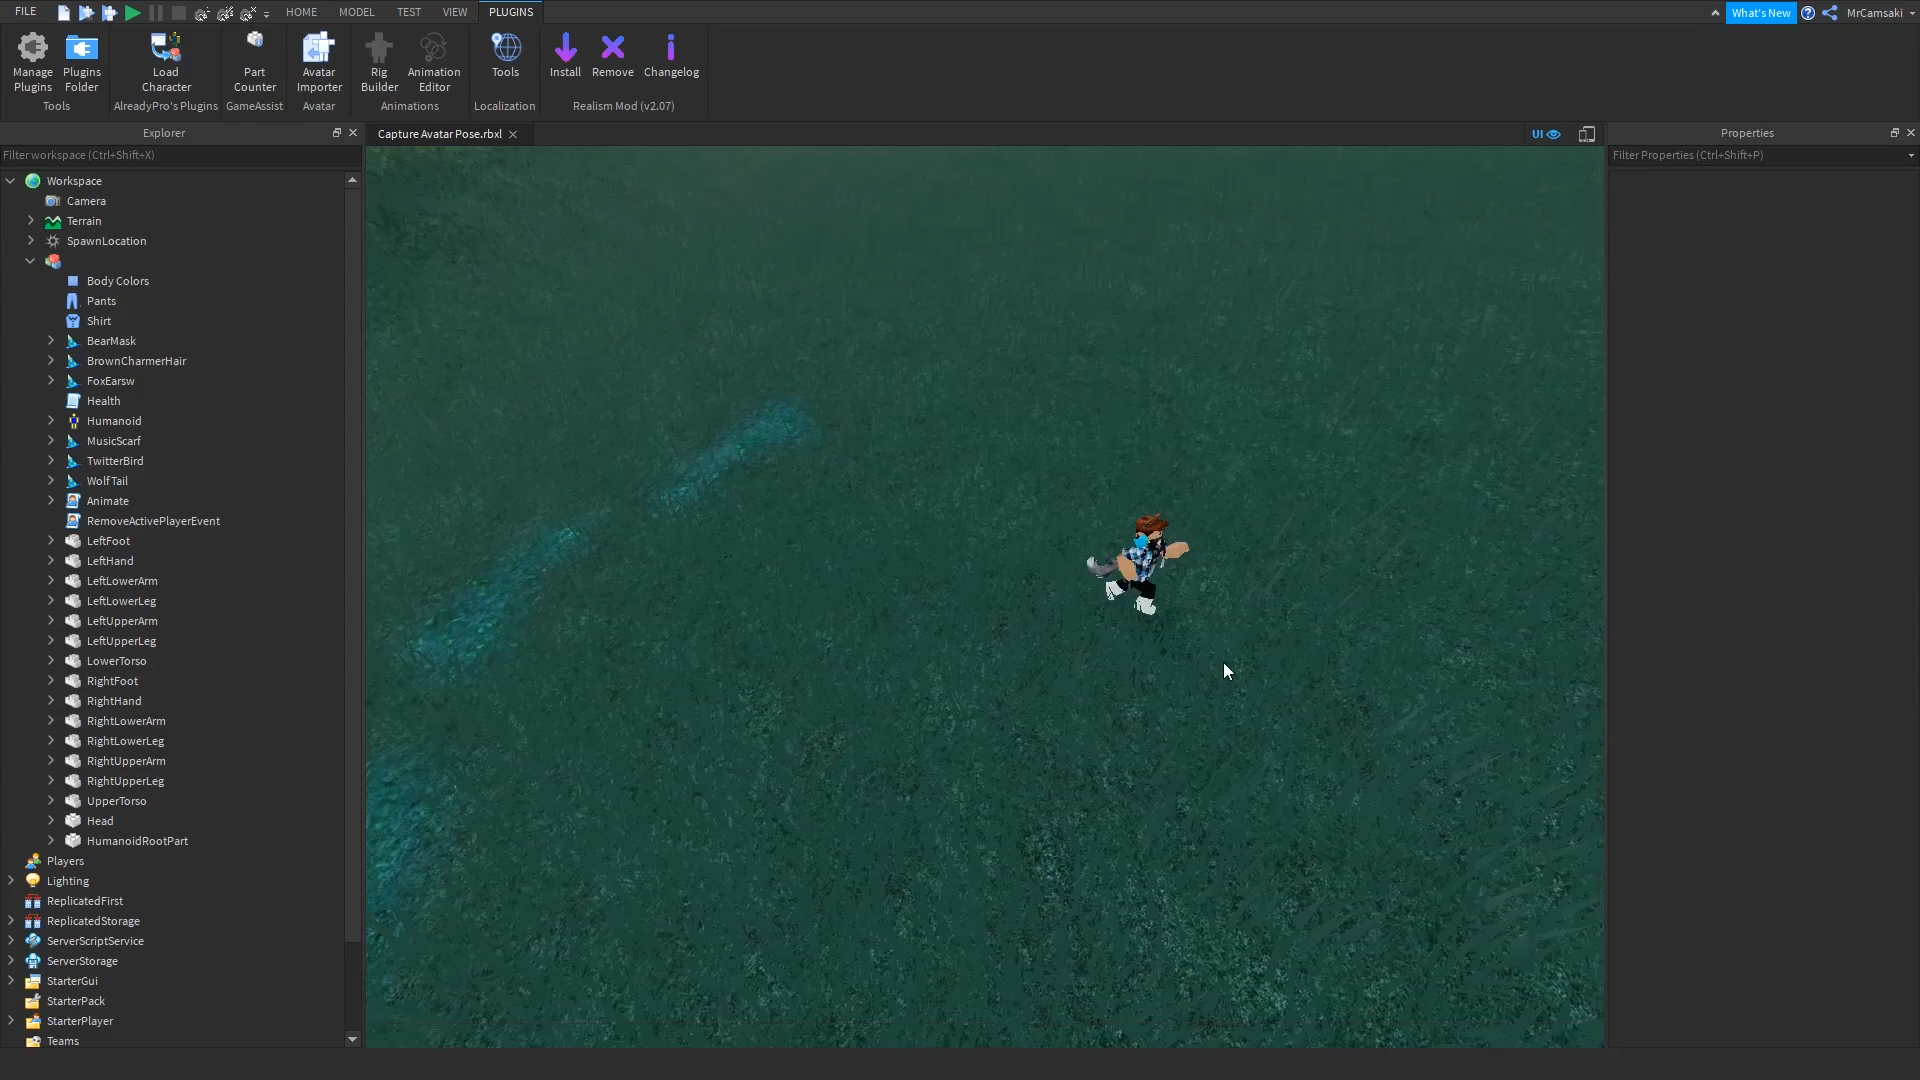 FILE HOME MODEL TEST VIEW PLUGINS What's New MrCamsaki
Manage Plugins
Plugins Folder
Tools
Load Character
AlreadyPro's Plugins
Part Counter
GameAssist
Avatar Importer
Avatar
Rig Builder
Animation Editor
Animations
Tools
Localization
Install
Remove
Changelog
Realism Mod (v2.07)
Explorer
Filter workspace (Ctrl+Shift+X)
Capture Avatar Pose.rbxl
UI
Properties
Filter Properties (Ctrl+Shift+P)
Workspace
Camera
Terrain
SpawnLocation
Body Colors
Pants
Shirt
BearMask
BrownCharmerHair
FoxEarsw
Health
Humanoid
MusicScarf
TwitterBird
WolfTail
Animate
RemoveActivePlayerEvent
LeftFoot
LeftHand
LeftLowerArm
LeftLowerLeg
LeftUpperArm
LeftUpperLeg
LowerTorso
RightFoot
RightHand
RightLowerArm
RightLowerLeg
RightUpperArm
RightUpperLeg
UpperTorso
Head
HumanoidRootPart
Players
Lighting
ReplicatedFirst
ReplicatedStorage
ServerScriptService
ServerStorage
StarterGui
StarterPack
StarterPlayer
Teams